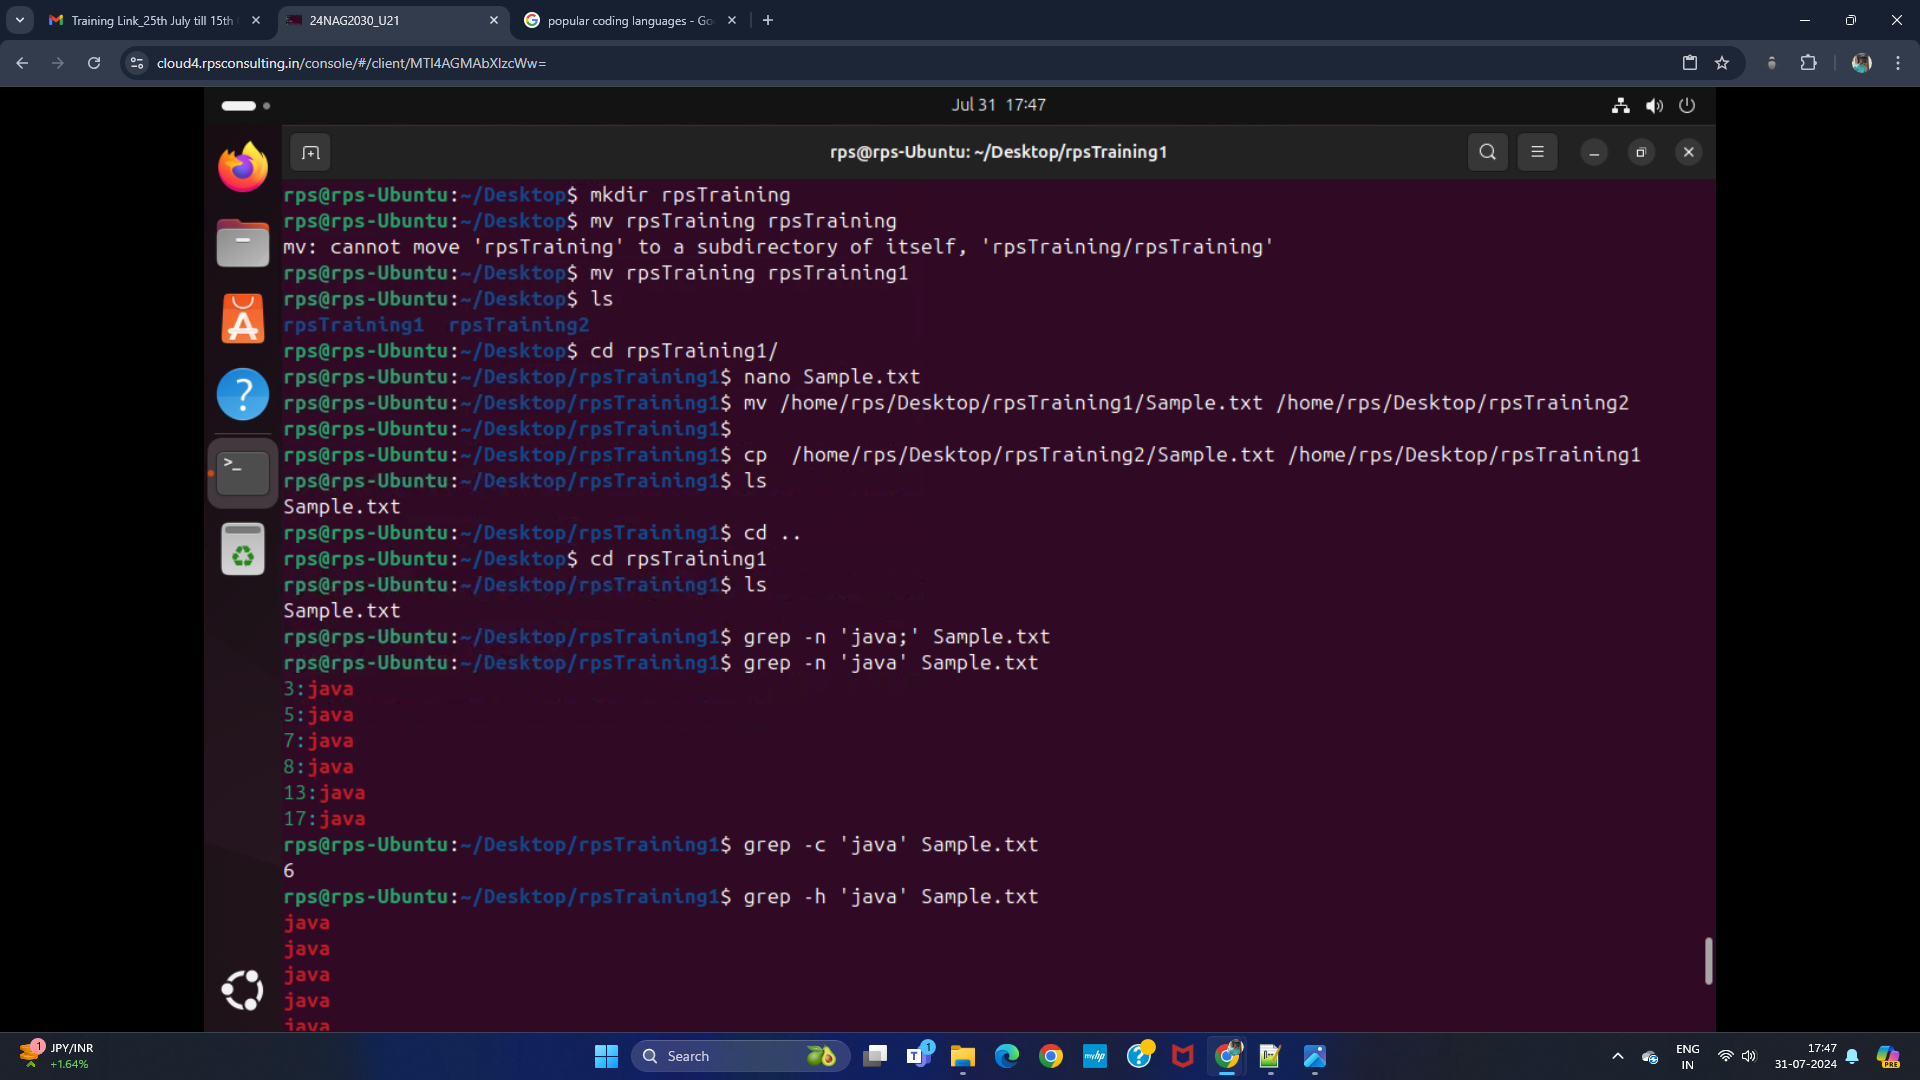 Training Link_25th July till 15th
24NAG2030_U21
popular coding languages - Go
cloud4.rpsconsulting.in/console/#/client/MTI4AGMAbXlzcWw=
Jul 31 17:47
rps@rps-Ubuntu: ~/Desktop/rpsTraining1
rps@rps-Ubuntu:~/Desktop$ mkdir rpsTraining
rps@rps-Ubuntu:~/Desktop$ mv rpsTraining rpsTraining
mv: cannot move 'rpsTraining' to a subdirectory of itself, 'rpsTraining/rpsTraining'
rps@rps-Ubuntu:~/Desktop$ mv rpsTraining rpsTraining1
rps@rps-Ubuntu:~/Desktop$ ls
rpsTraining1  rpsTraining2
rps@rps-Ubuntu:~/Desktop$ cd rpsTraining1/
rps@rps-Ubuntu:~/Desktop/rpsTraining1$ nano Sample.txt
rps@rps-Ubuntu:~/Desktop/rpsTraining1$ mv /home/rps/Desktop/rpsTraining1/Sample.txt /home/rps/Desktop/rpsTraining2
rps@rps-Ubuntu:~/Desktop/rpsTraining1$
rps@rps-Ubuntu:~/Desktop/rpsTraining1$ cp  /home/rps/Desktop/rpsTraining2/Sample.txt /home/rps/Desktop/rpsTraining1
rps@rps-Ubuntu:~/Desktop/rpsTraining1$ ls
Sample.txt
rps@rps-Ubuntu:~/Desktop/rpsTraining1$ cd ..
rps@rps-Ubuntu:~/Desktop$ cd rpsTraining1
rps@rps-Ubuntu:~/Desktop/rpsTraining1$ ls
Sample.txt
rps@rps-Ubuntu:~/Desktop/rpsTraining1$ grep -n 'java;' Sample.txt
rps@rps-Ubuntu:~/Desktop/rpsTraining1$ grep -n 'java' Sample.txt
3:java
5:java
7:java
8:java
13:java
17:java
rps@rps-Ubuntu:~/Desktop/rpsTraining1$ grep -c 'java' Sample.txt
6
rps@rps-Ubuntu:~/Desktop/rpsTraining1$ grep -h 'java' Sample.txt
java
java
java
java
java
1
JPY/INR
+1.64%
Search
T
1
myhp
ENG
IN
17:47
31-07-2024
PRE